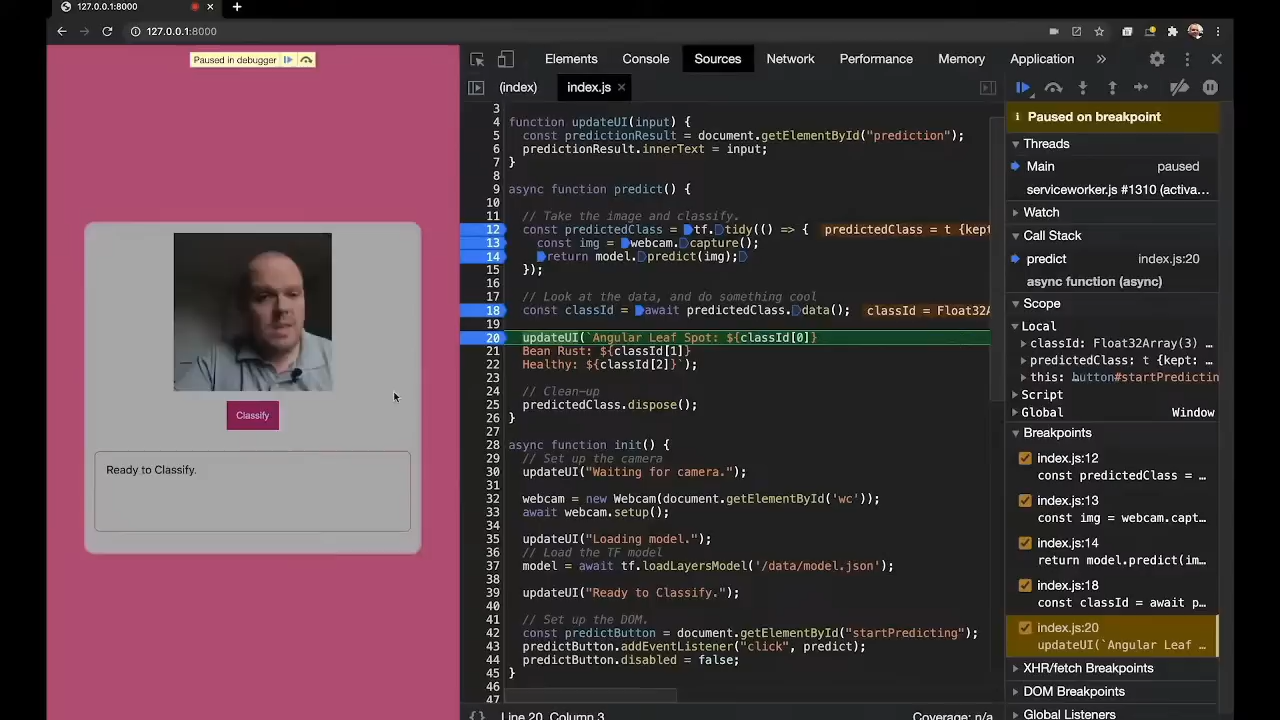 127.0.0.1:8000
127.0.0.1:8000
Paused in debugger
Classify
Ready to Classify.
Elements Console Sources Network Performance Memory Application »
(index) index.js
3
4 function updateUI(input) {
5 const predictionResult = document.getElementById("prediction");
6 predictionResult.innerText = input;
7 }
8
9 async function predict() {
10
11 // Take the image and classify.
12 const predictedClass = tf.tidy(() => { predictedClass = t {kept
13 const img = webcam.capture();
14 return model.predict(img);
15 });
16
17 // Look at the data, and do something cool
18 const classId = await predictedClass.data(); classId = Float32A
19
20 updateUI(`Angular Leaf Spot: ${classId[0]}
21 Bean Rust: ${classId[1]}
22 Healthy: ${classId[2]}`);
23
24 // Clean-up
25 predictedClass.dispose();
26 }
27
28 async function init() {
29 // Set up the camera
30 updateUI("Waiting for camera.");
31
32 webcam = new Webcam(document.getElementById('wc'));
33 await webcam.setup();
34
35 updateUI("Loading model.");
36 // Load the TF model
37 model = await tf.loadLayersModel('/data/model.json');
38
39 updateUI("Ready to Classify.");
40
41 // Set up the DOM.
42 const predictButton = document.getElementById("startPredicting");
43 predictButton.addEventListener("click", predict);
44 predictButton.disabled = false;
45 }
46
47
{} Line 20, Column 3 Coverage: n/a
Paused on breakpoint
Threads
Main paused
serviceworker.js #1310 (activa…
Watch
Call Stack
predict index.js:20
async function (async)
Scope
Local
classId: Float32Array(3) …
predictedClass: t {kept: …
this: button#startPredictin
Script
Global Window
Breakpoints
index.js:12
const predictedClass = …
index.js:13
const img = webcam.capt…
index.js:14
return model.predict(im…
index.js:18
const classId = await p…
index.js:20
updateUI(`Angular Leaf …
XHR/fetch Breakpoints
DOM Breakpoints
Global Listeners